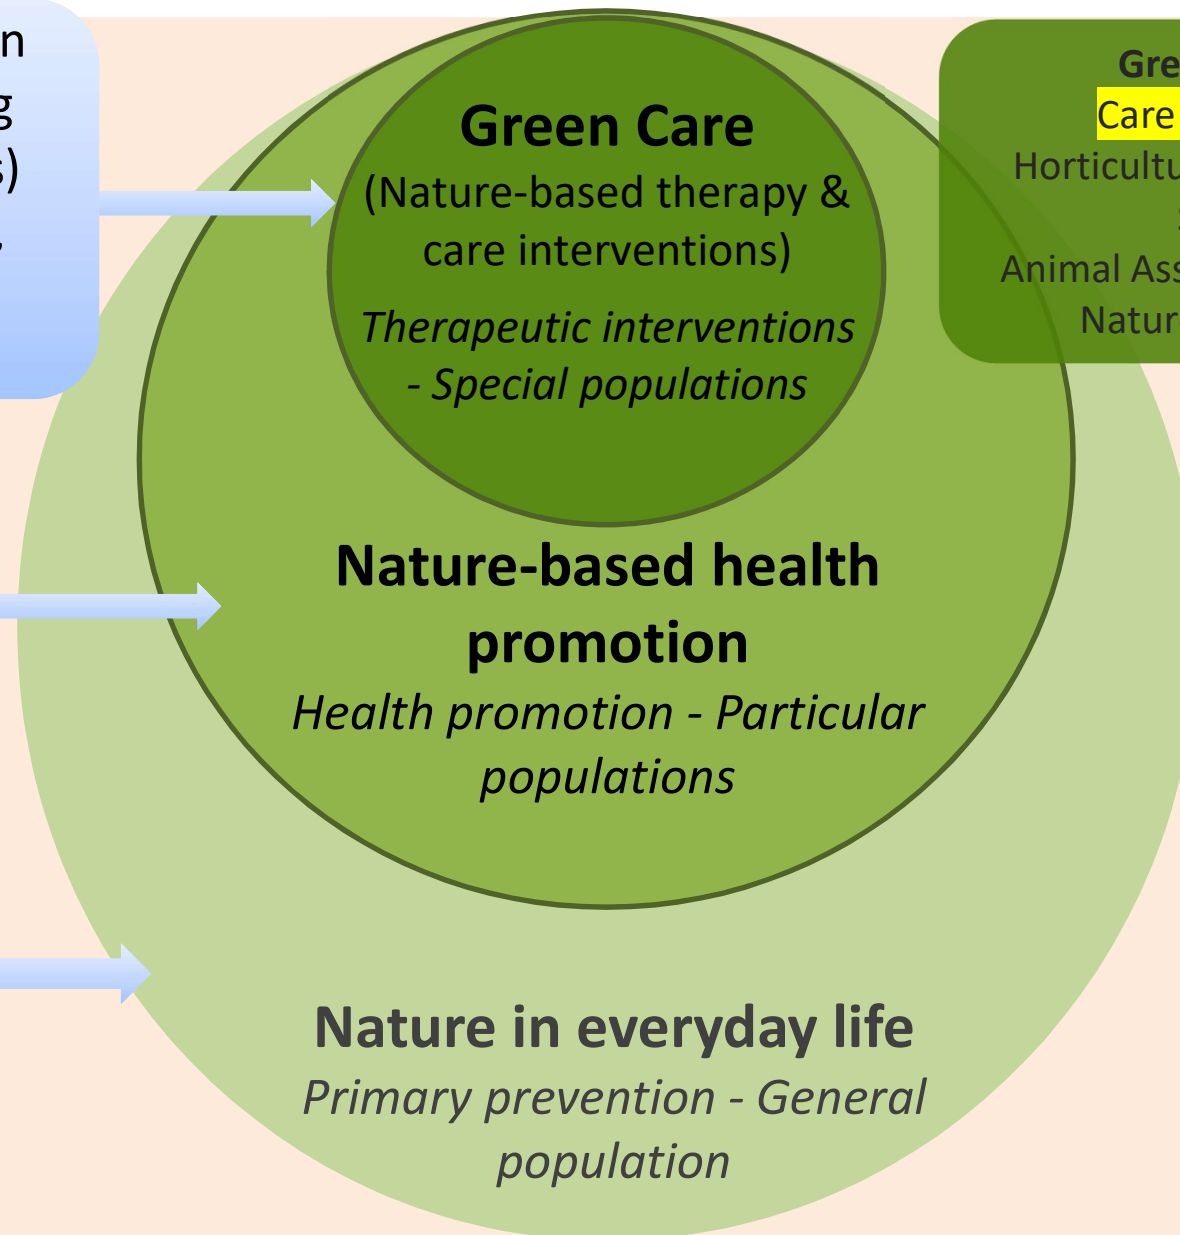 Green Care
(Nature-based therapy &
care interventions)
Therapeutic interventions
- Special populations
Care
Animal
Nature-based health
promotion
Health promotion - Particular
populations
Nature in everyday life
Primary prevention - General
population